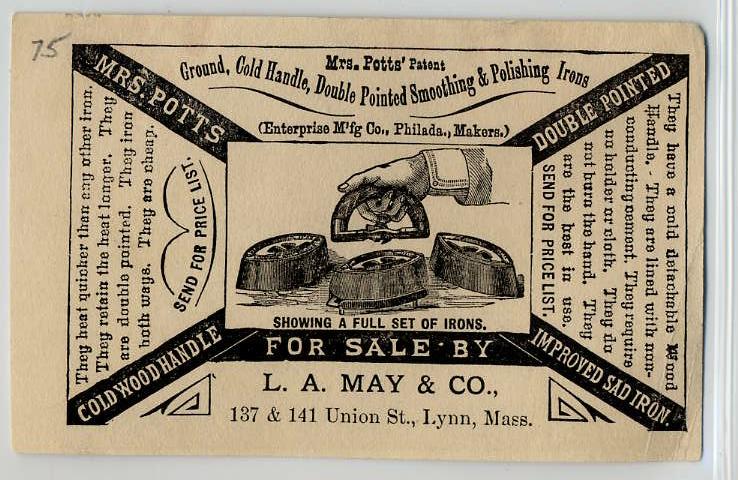 75
Mrs. Potts' Patent
Ground, Cold Handle, Double Pointed Smoothing & Polishing Irons
(Enterprise M'f'g Co., Philada., Makers.)
MRS. POTTS
DOUBLE POINTED
They heat quicker than any other iron.
They retain the heat longer. They
are double pointed. They iron
both ways. They are cheap.
SEND FOR PRICE LIST.
They have a cold detachable Wood
Handle. - They are lined with non-
conducting cement. They require
no holder or cloth. They do
not burn the hand. They
are the best in use.
SEND FOR PRICE LIST.
SHOWING A FULL SET OF IRONS.
COLD WOOD HANDLE
IMPROVED SAD IRON.
FOR SALE BY
L. A. MAY & CO.,
137 & 141 Union St., Lynn, Mass.